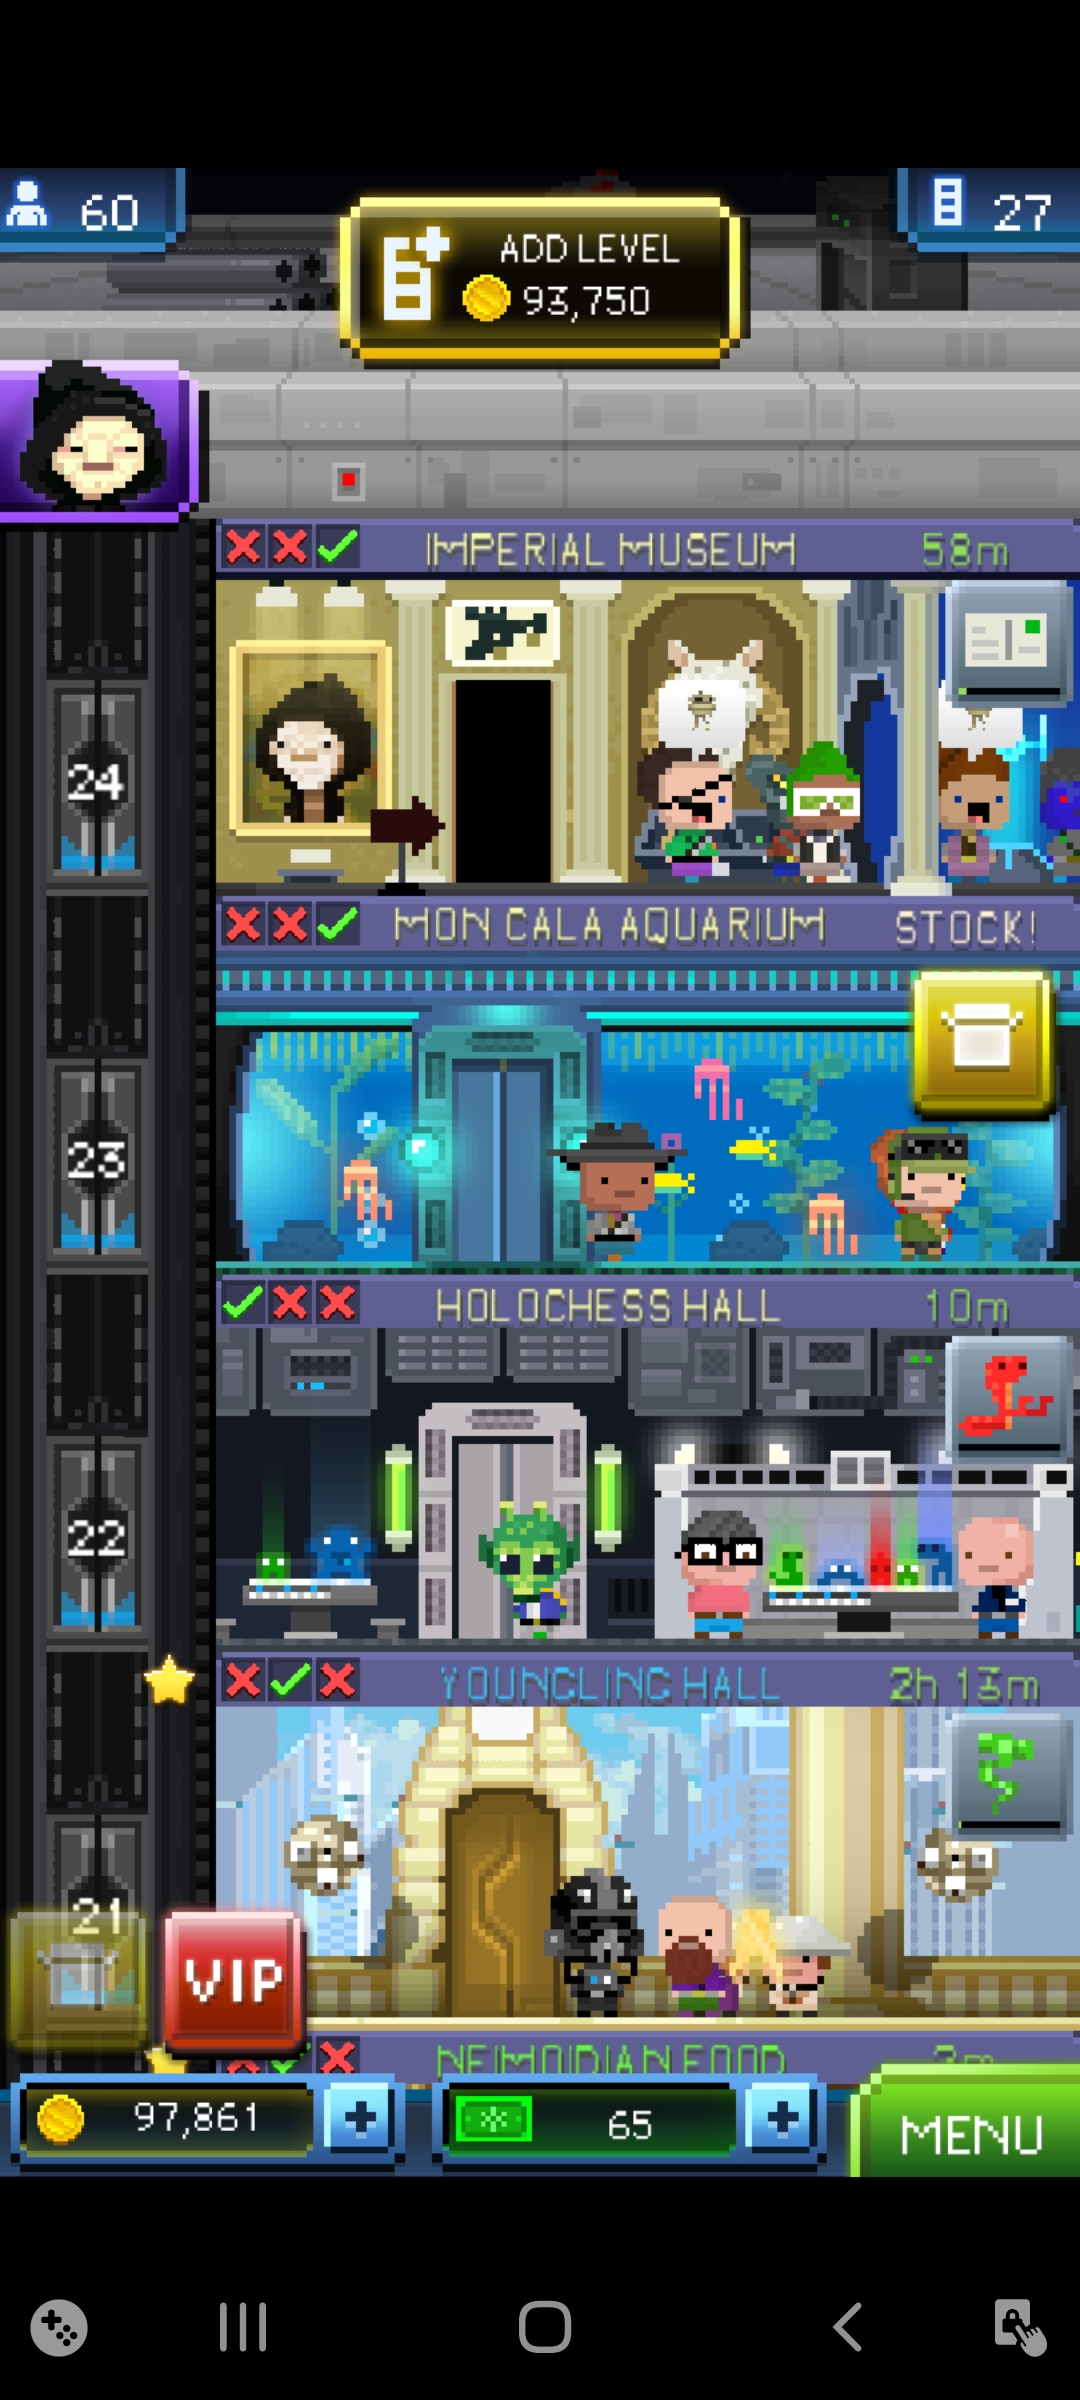 60
ADD LEVEL
93,750
27
IMPERIAL MUSEUM 58m
24
MON CALA AQUARIUM STOCK!
23
HOLOCHESS HALL 10m
22
YOUNGLING HALL 2h 13m
21
VIP
NEIMOIDIAN FOOD 3m
97,861
65
MENU